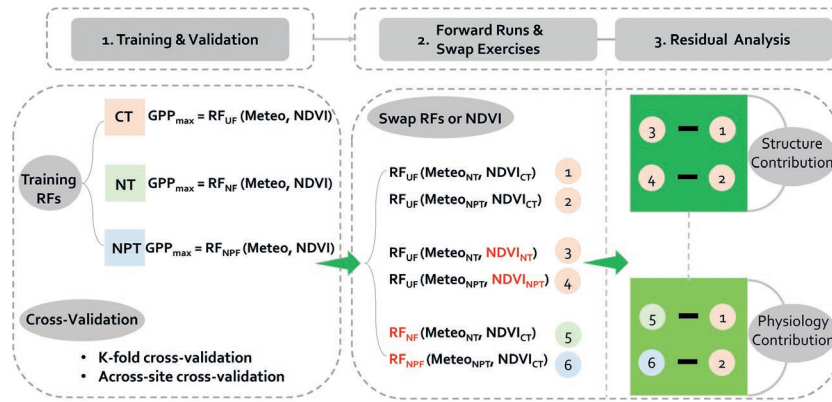 1. Training & Validation
2. Forward Runs &
Swap Exercises
3. Residual Analysis
Training
RFs
CT GPPmax = RFUF (Meteo, NDVI)
NT GPPmax = RFNF (Meteo, NDVI)
NPT GPPmax = RFNPF (Meteo, NDVI)
Cross-Validation
• K-fold cross-validation
• Across-site cross-validation
Swap RFs or NDVI
RFUF (MeteoNT, NDVICT) 1
RFUF (MeteoNPT, NDVICT) 2
RFUF (MeteoNT, NDVINT) 3
RFUF (MeteoNPT, NDVINPT) 4
RFNF (MeteoNT, NDVICT) 5
RFNPF (MeteoNPT, NDVICT) 6
3 – 1
4 – 2
Structure
Contribution
5 – 1
6 – 2
Physiology
Contribution